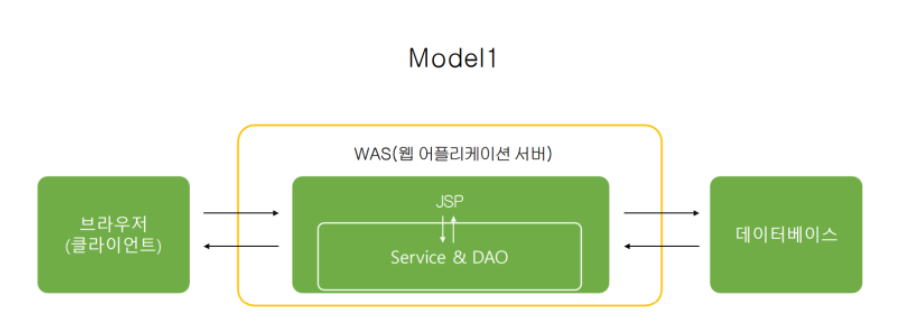 Model1
WAS(웹 어플리케이션 서버)
브라우저
(클라이언트)
JSP
Service & DAO
데이터베이스